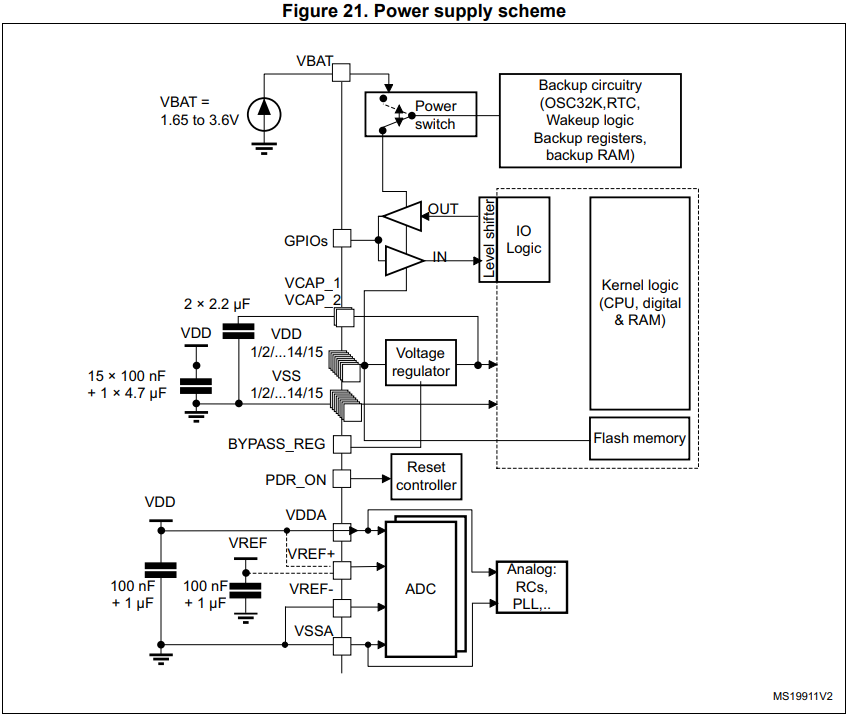 Figure 21. Power supply scheme
VBAT
VBAT =
1.65 to 3.6V
Power
switch
Backup circuitry
(OSC32K,RTC,
Wakeup logic
Backup registers,
backup RAM)
OUT
GPIOs
IN
Level shifter
IO
Logic
Kernel logic
(CPU, digital
& RAM)
VCAP_1
VCAP_2
2 × 2.2 μF
VDD
VDD
1/2/...14/15
Voltage
regulator
15 × 100 nF
+ 1 × 4.7 μF
VSS
1/2/...14/15
Flash memory
BYPASS_REG
PDR_ON
Reset
controller
VDD
VDDA
VREF
VREF+
100 nF
+ 1 μF
100 nF
+ 1 μF
VREF-
ADC
Analog:
RCs,
PLL,..
VSSA
MS19911V2